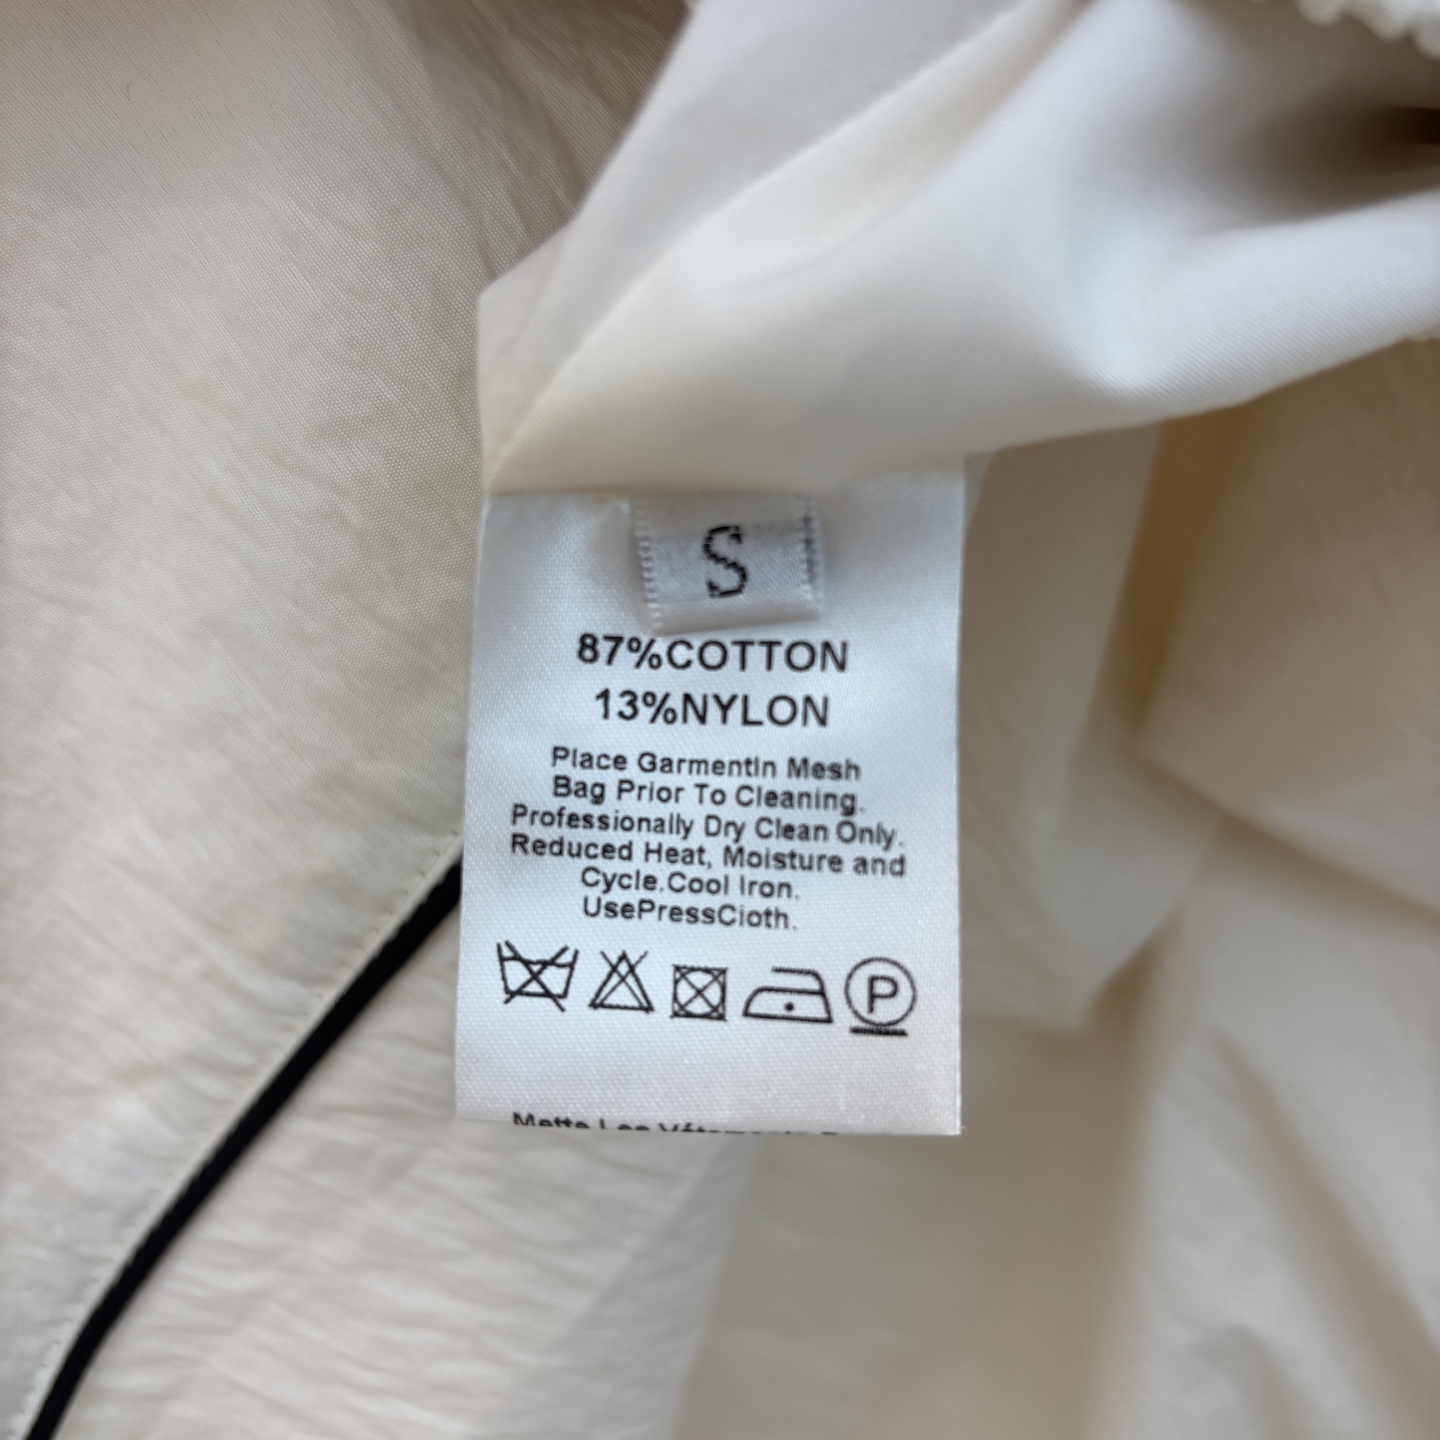 S
87%COTTON
13%NYLON
Place GarmentIn Mesh
Bag Prior To Cleaning.
Professionally Dry Clean Only.
Reduced Heat, Moisture and
Cycle.Cool Iron.
UsePressCioth.
P